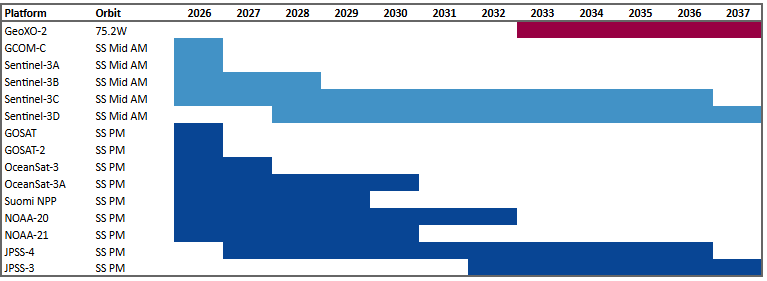 Platform Orbit 2026 2027 2028 2029 2030 2031 2032 2033 2034 2035 2036 2037
GeoXO-2 75.2W
GCOM-C SS Mid AM
Sentinel-3A SS Mid AM
Sentinel-3B SS Mid AM
Sentinel-3C SS Mid AM
Sentinel-3D SS Mid AM
GOSAT SS PM
GOSAT-2 SS PM
OceanSat-3 SS PM
OceanSat-3A SS PM
Suomi NPP SS PM
NOAA-20 SS PM
NOAA-21 SS PM
JPSS-4 SS PM
JPSS-3 SS PM